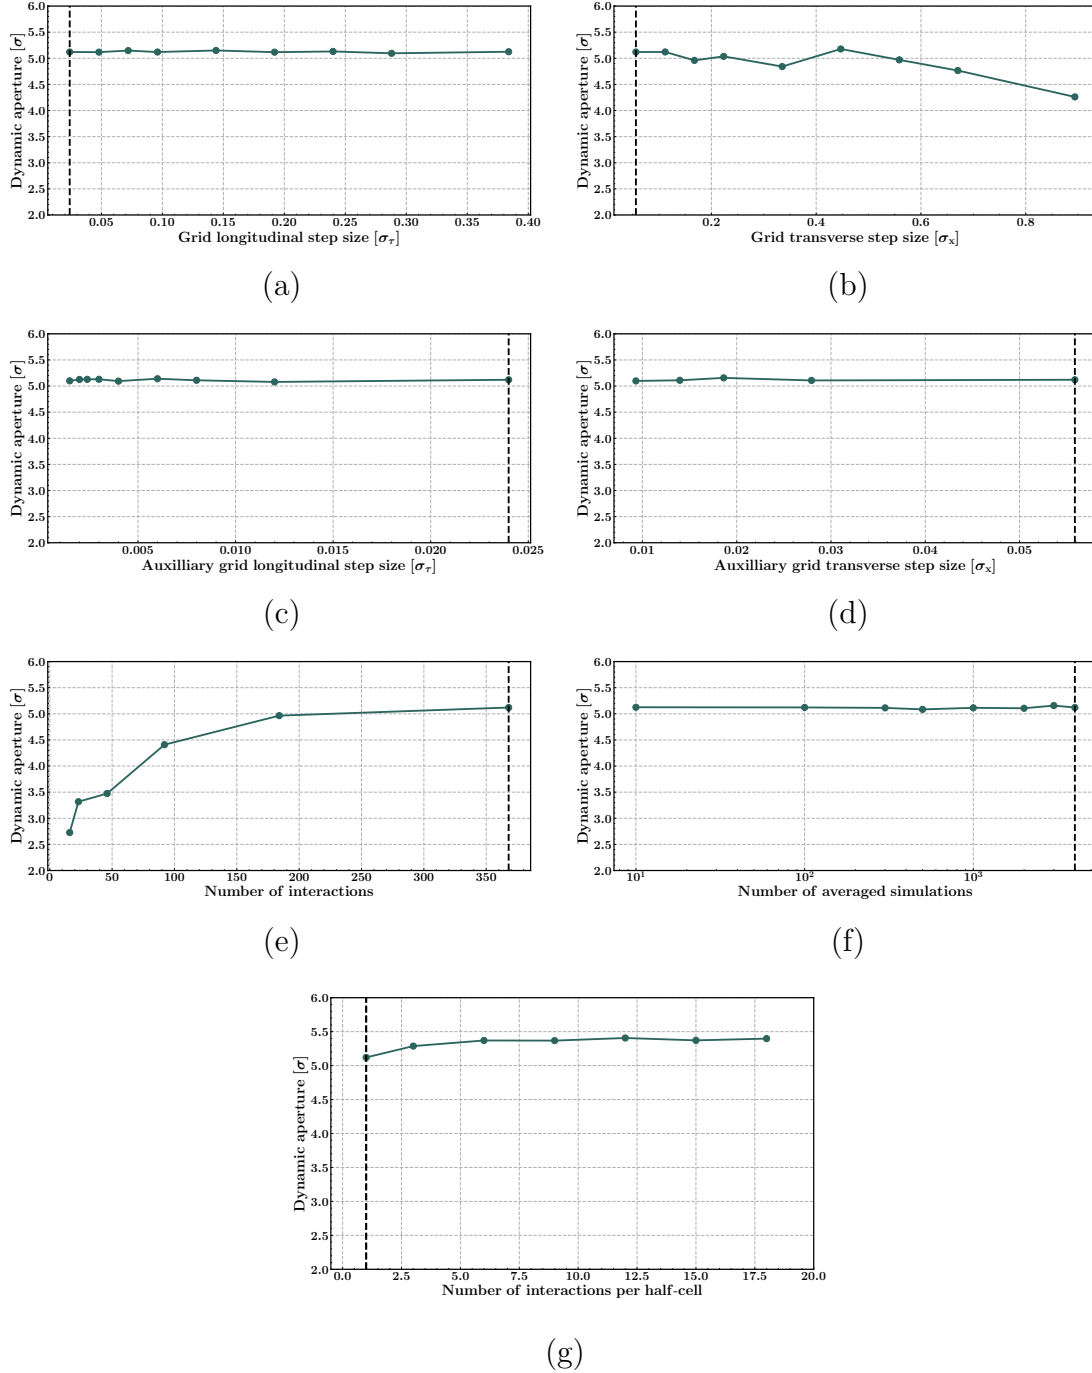 6.0
5.5
5.0
4.5
4.0
3.5
3.0
2.5
2.0
Dynamic aperture [σ]
0.05 0.10 0.15 0.20 0.25 0.30 0.35 0.40
Grid longitudinal step size [στ]
(a)
6.0
5.5
5.0
4.5
4.0
3.5
3.0
2.5
2.0
Dynamic aperture [σ]
0.2 0.4 0.6 0.8
Grid transverse step size [σx]
(b)
6.0
5.5
5.0
4.5
4.0
3.5
3.0
2.5
2.0
Dynamic aperture [σ]
0.005 0.010 0.015 0.020 0.025
Auxilliary grid longitudinal step size [στ]
(c)
6.0
5.5
5.0
4.5
4.0
3.5
3.0
2.5
2.0
Dynamic aperture [σ]
0.01 0.02 0.03 0.04 0.05
Auxilliary grid transverse step size [σx]
(d)
6.0
5.5
5.0
4.5
4.0
3.5
3.0
2.5
2.0
Dynamic aperture [σ]
0 50 100 150 200 250 300 350
Number of interactions
(e)
6.0
5.5
5.0
4.5
4.0
3.5
3.0
2.5
2.0
Dynamic aperture [σ]
10¹ 10² 10³
Number of averaged simulations
(f)
6.0
5.5
5.0
4.5
4.0
3.5
3.0
2.5
2.0
Dynamic aperture [σ]
0.0 2.5 5.0 7.5 10.0 12.5 15.0 17.5 20.0
Number of interactions per half-cell
(g)